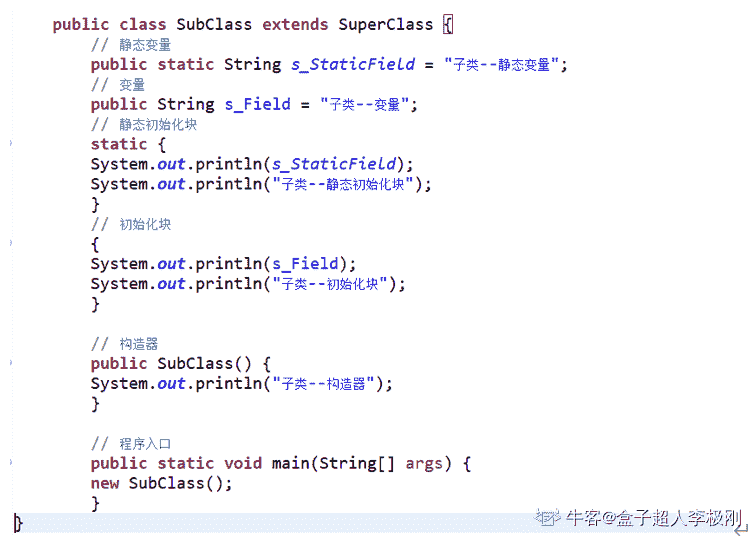 public class SubClass extends SuperClass {
// 静态变量
public static String s_StaticField = "子类--静态变量";
// 变量
public String s_Field = "子类--变量";
// 静态初始化块
static {
System.out.println(s_StaticField);
System.out.println("子类--静态初始化块");
}
// 初始化块
{
System.out.println(s_Field);
System.out.println("子类--初始化块");
}
// 构造器
public SubClass() {
System.out.println("子类--构造器");
}
// 程序入口
public static void main(String[] args) {
new SubClass();
}
}
牛客@盒子超人李极刚